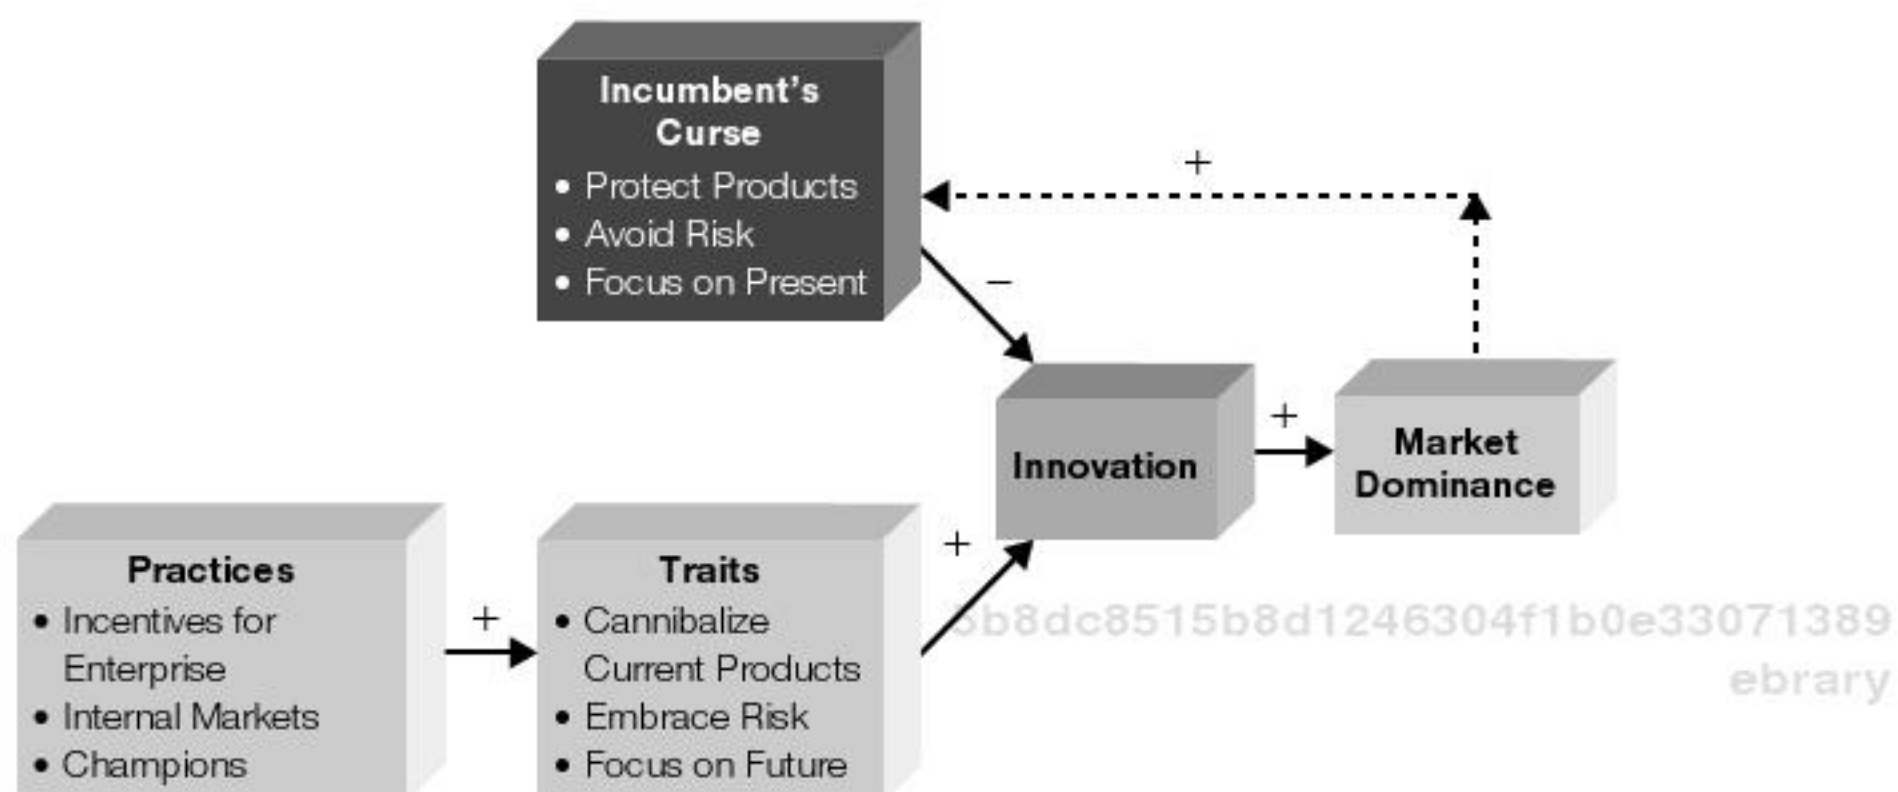 Incumbent's
Curse
• Protect Products
• Avoid Risk
• Focus on Present
+
–
Innovation
+
Market
Dominance
Practices
• Incentives for
Enterprise
• Internal Markets
• Champions
+
Traits
• Cannibalize
Current Products
• Embrace Risk
• Focus on Future
+
5b8dc8515b8d1246304f1b0e33071389
ebrary